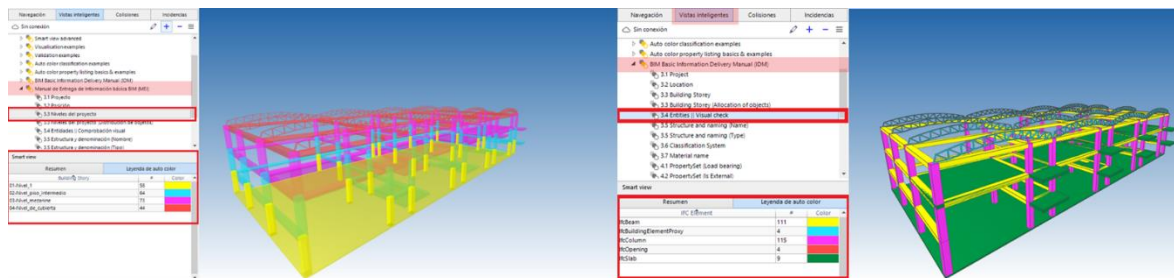 Navegación Vistas inteligentes Colisiones Incidencias
Sin conexión
Smart view advanced
Visualisation examples
Validation examples
Auto color classification examples
Auto color property listing basics & examples
BIM Basic Information Delivery Manual (IDM)
Manual de Entrega de Información básica BIM (MEI)
3.1 Proyecto
3.2 Posición
3.3 Niveles del proyecto
3.4 Entidades || Comprobación visual
3.5 Estructura y denominación (Nombre)
3.5 Estructura y denominación (Type)
Smart view
Resumen Leyenda de auto color
Building Story # Color
01-Nivel_1 58
02-Nivel_piso_intermedio 64
03-Nivel_mezanine 73
04-Nivel_de_cubierta 44
Navegación Vistas inteligentes Colisiones Incidencias
Sin conexión
Auto color classification examples
Auto color property listing basics & examples
BIM Basic Information Delivery Manual (IDM)
3.1 Project
3.2 Location
3.3 Building Storey
3.3 Building Storey (Allocation of objects)
3.4 Entities || Visual check
3.5 Structure and naming (Name)
3.5 Structure and naming (Type)
3.6 Classification System
3.7 Material name
4.1 PropertySet (Load bearing)
4.2 PropertySet (Is External)
Smart view
Resumen Leyenda de auto color
IFC Element # Color
IfcBeam 111
IfcBuildingElementProxy 4
IfcColumn 115
IfcOpening 4
IfcSlab 9